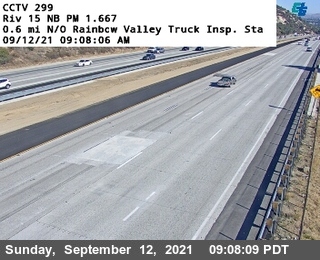 CCTV 299
Riv 15 NB PM 1.667
0.6 mi N/O Rainbcw Valley Truck Insp. Sta
09/12/21 09:08:06 AM
Sunday, September 12, 2021 09:08:09 PDT